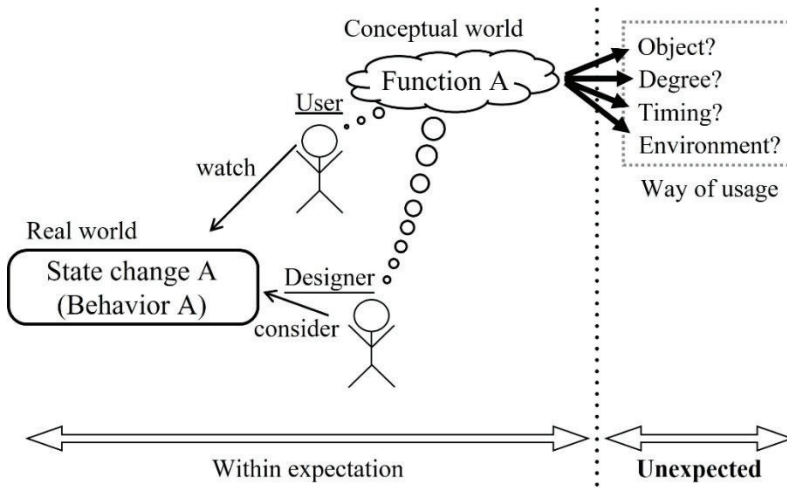 Conceptual world
Function A
Object?
Degree?
Timing?
Environment?
Way of usage
User
watch
Real world
State change A
(Behavior A)
Designer
consider
Within expectation
Unexpected